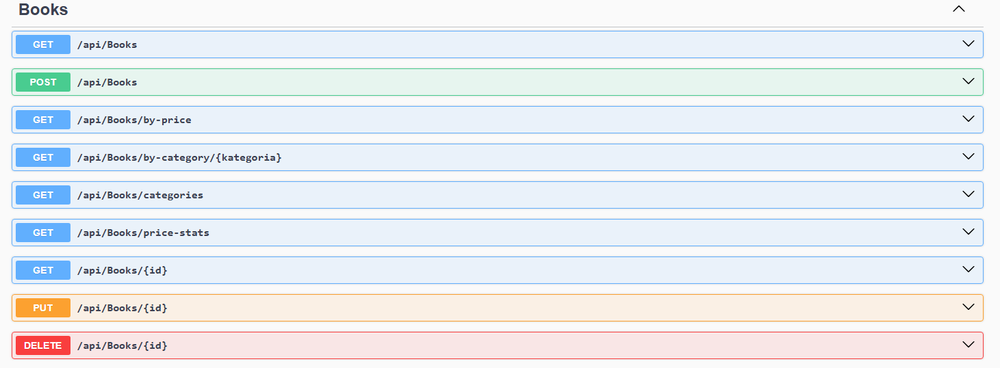 Books
GET /api/Books
POST /api/Books
GET /api/Books/by-price
GET /api/Books/by-category/{kategoria}
GET /api/Books/categories
GET /api/Books/price-stats
GET /api/Books/{id}
PUT /api/Books/{id}
DELETE /api/Books/{id}